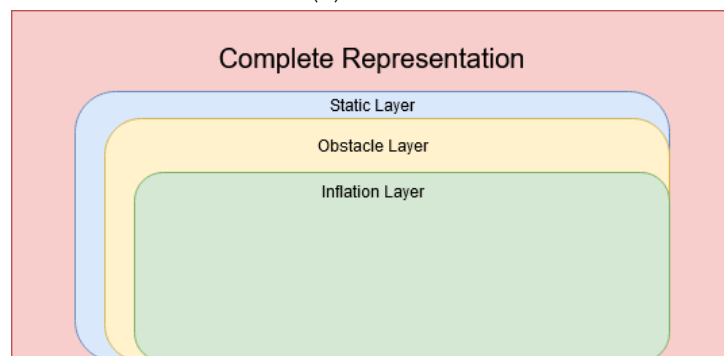 Complete Representation
Static Layer
Obstacle Layer
Inflation Layer